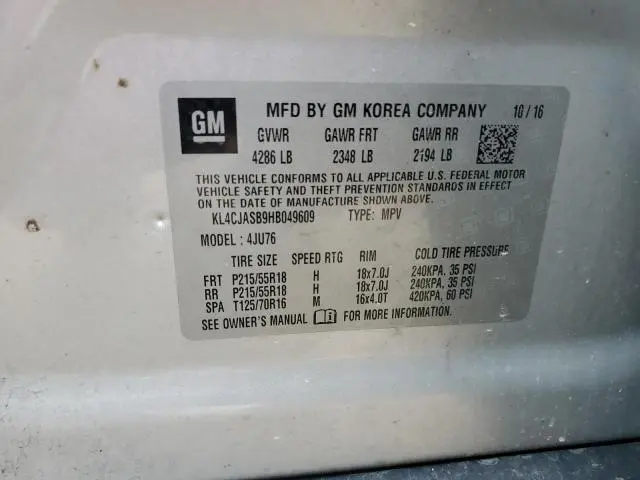 GM MFD BY GM KOREA COMPANY 10/16
GVWR GAWR FRT GAWR RR
4286 LB 2348 LB 2194 LB
THIS VEHICLE CONFORMS TO ALL APPLICABLE U.S. FEDERAL MOTOR
VEHICLE SAFETY AND THEFT PREVENTION STANDARDS IN EFFECT
ON THE DATE OF MANUFACTURE SHOWN ABOVE.
KL4CJASB9HB049609 TYPE: MPV
MODEL: 4JU76
TIRE SIZE SPEED RTG RIM COLD TIRE PRESSURE
FRT P215/55R18 H 18x7.0J 240KPA, 35 PSI
RR P215/55R18 H 18x7.0J 240KPA, 35 PSI
SPA T125/70R16 M 16x4.0T 420KPA, 60 PSI
SEE OWNER'S MANUAL FOR MORE INFORMATION.